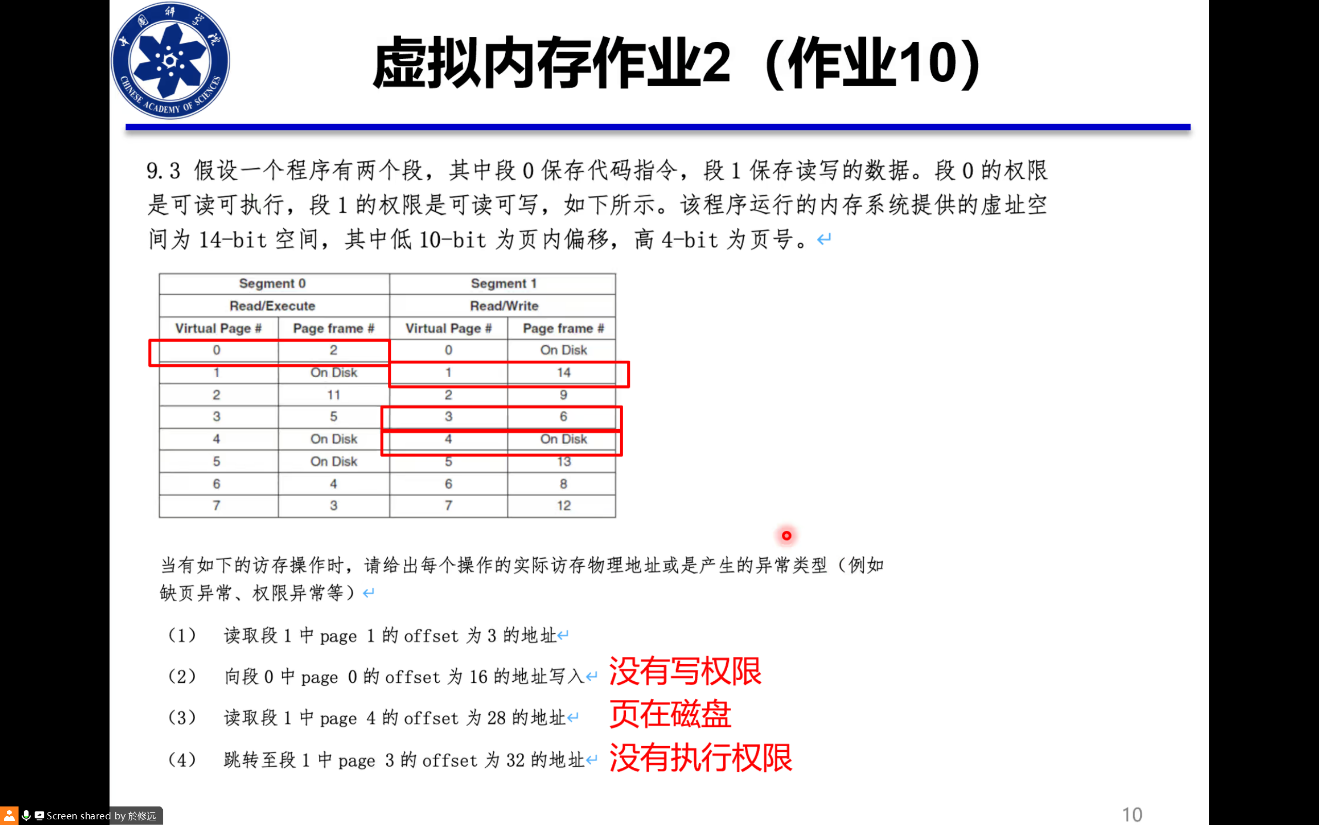 中国科学院
CHINESE ACADEMY OF SCIENCES
虚拟内存作业2（作业10）
9.3 假设一个程序有两个段，其中段 0 保存代码指令，段 1 保存读写的数据。段 0 的权限
是可读可执行，段 1 的权限是可读可写，如下所示。该程序运行的内存系统提供的虚址空
间为 14-bit 空间，其中低 10-bit 为页内偏移，高 4-bit 为页号。↵
Segment 0 Segment 1
Read/Execute Read/Write
Virtual Page # Page frame # Virtual Page # Page frame #
0 2 0 On Disk
1 On Disk 1 14
2 11 2 9
3 5 3 6
4 On Disk 4 On Disk
5 On Disk 5 13
6 4 6 8
7 3 7 12
当有如下的访存操作时，请给出每个操作的实际访存物理地址或是产生的异常类型（例如
缺页异常、权限异常等）↵
（1） 读取段 1 中 page 1 的 offset 为 3 的地址↵
（2） 向段 0 中 page 0 的 offset 为 16 的地址写入↵ 没有写权限
（3） 读取段 1 中 page 4 的 offset 为 28 的地址↵ 页在磁盘
（4） 跳转至段 1 中 page 3 的 offset 为 32 的地址↵ 没有执行权限
10
Screen shared by 於修远